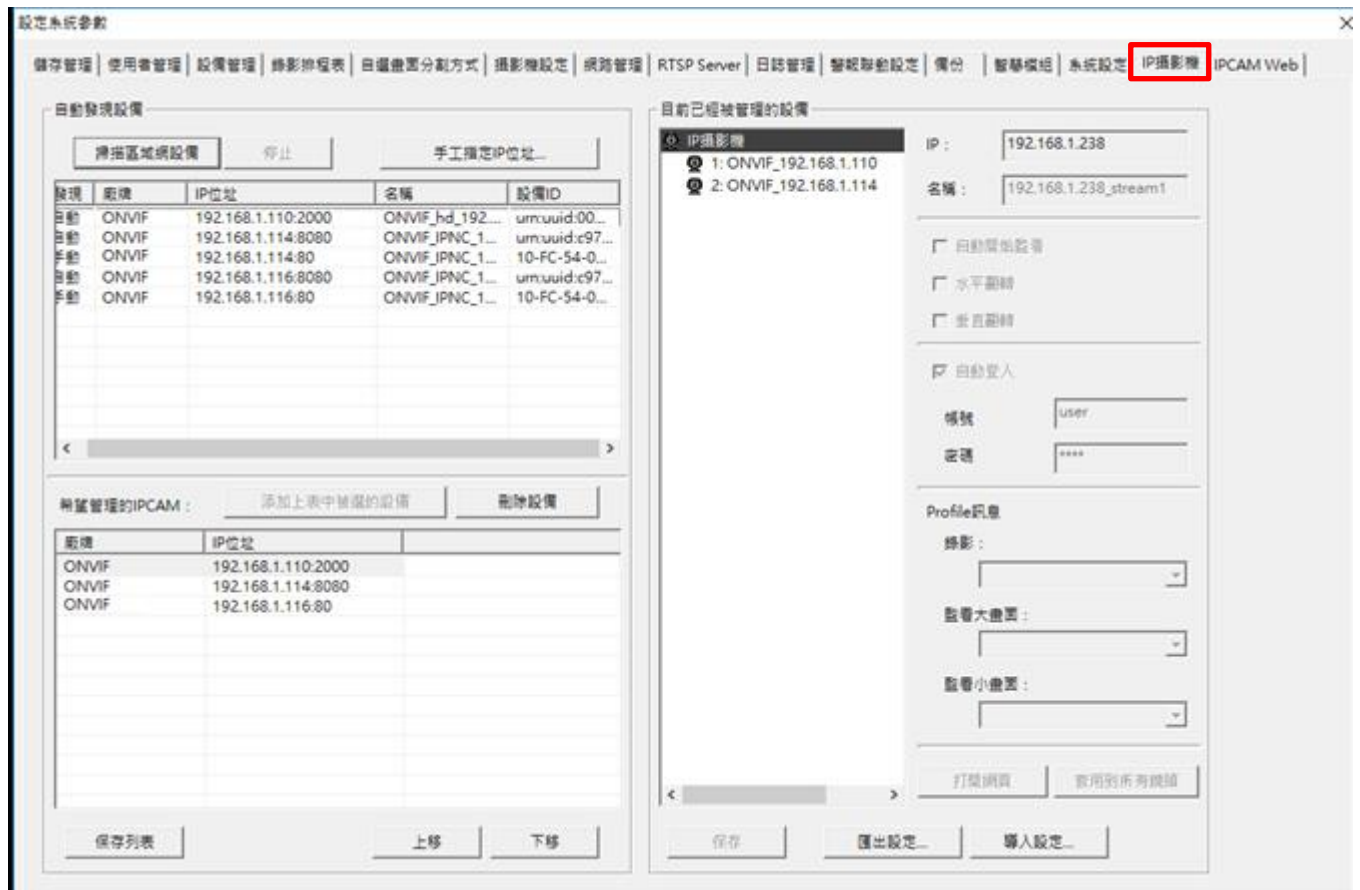 設定系統參數
儲存管理 使用者管理 設備管理 錄影排程表 自選畫面分割方式 攝影機設定 網路管理 RTSP Server 日誌管理 警報聯動設定 備份 智慧模組 系統設定 IP攝影機 IPCAM Web
自動發現設備
掃描區域網設備 停止 手工指定IP位址...
發現 廠牌 IP位址 名稱 設備ID
自動 ONVIF 192.168.1.110:2000 ONVIF_hd_192.... urn:uuid:00...
自動 ONVIF 192.168.1.114:8080 ONVIF_IPNC_1... urn:uuid:c97...
手動 ONVIF 192.168.1.114:80 ONVIF_IPNC_1... 10-FC-54-0...
自動 ONVIF 192.168.1.116:8080 ONVIF_IPNC_1... urn:uuid:c97...
手動 ONVIF 192.168.1.116:80 ONVIF_IPNC_1... 10-FC-54-0...
希望管理的IPCAM：
添加上表中被選的設備 刪除設備
廠牌 IP位址
ONVIF 192.168.1.110:2000
ONVIF 192.168.1.114:8080
ONVIF 192.168.1.116:80
保存列表 上移 下移
目前已經被管理的設備
IP攝影機
1: ONVIF_192.168.1.110
2: ONVIF_192.168.1.114
IP： 192.168.1.238
名稱： 192.168.1.238_stream1
自動開始監看
水平翻轉
垂直翻轉
自動登入
帳號 user
密碼 ****
Profile訊息
錄影：
監看大畫面：
監看小畫面：
打開網頁 套用到所有鏡頭
保存 匯出設定... 導入設定...